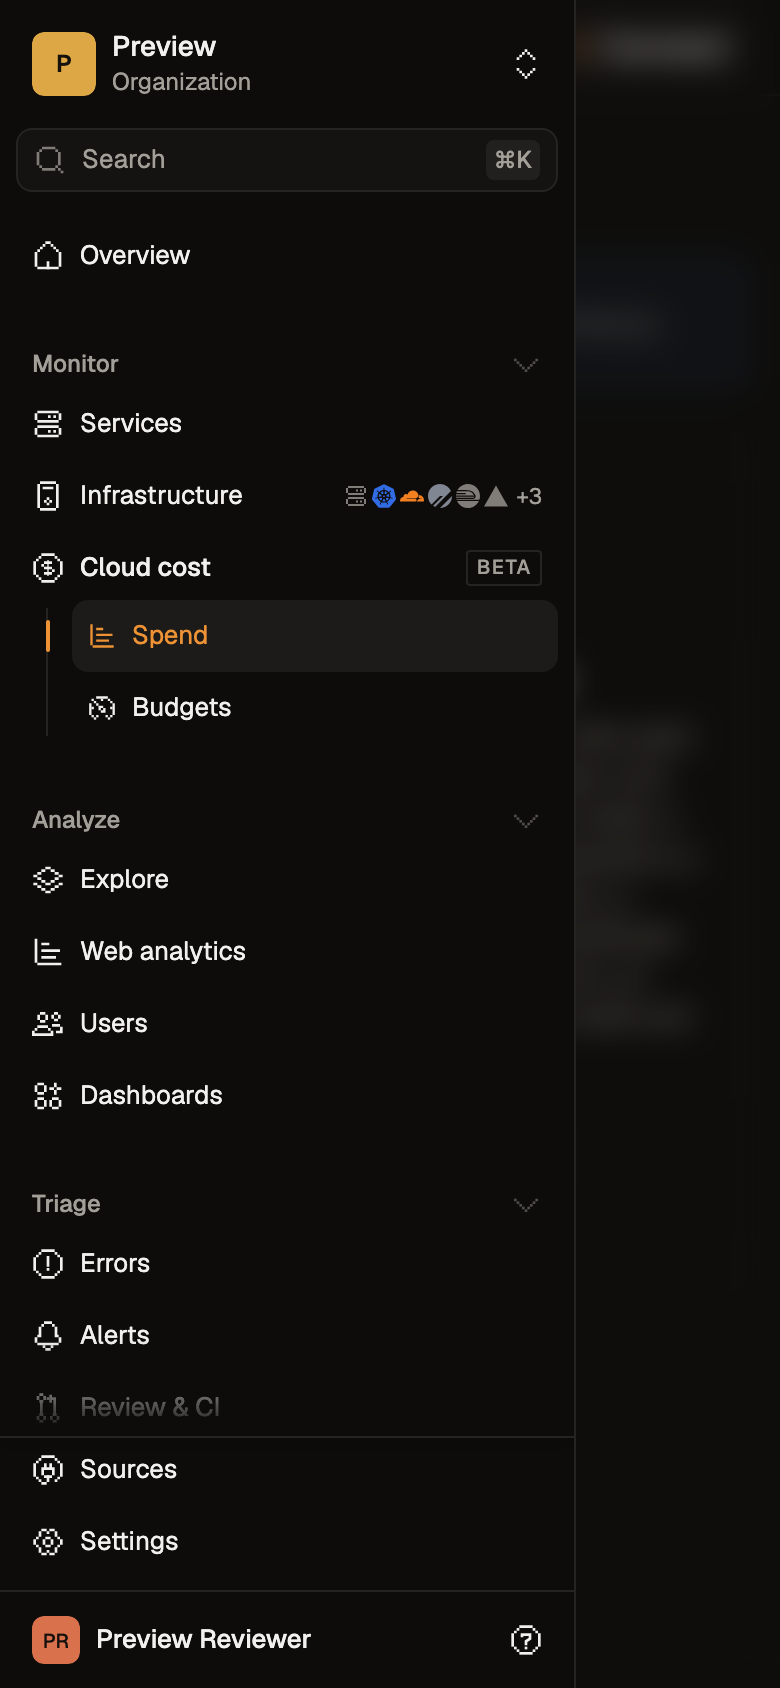 P
Preview
Organization
Search
⌘K
Overview
Monitor
Services
Infrastructure
+3
Cloud cost
BETA
Spend
Budgets
Analyze
Explore
Web analytics
Users
Dashboards
Triage
Errors
Alerts
Review & CI
Sources
Settings
PR
Preview Reviewer